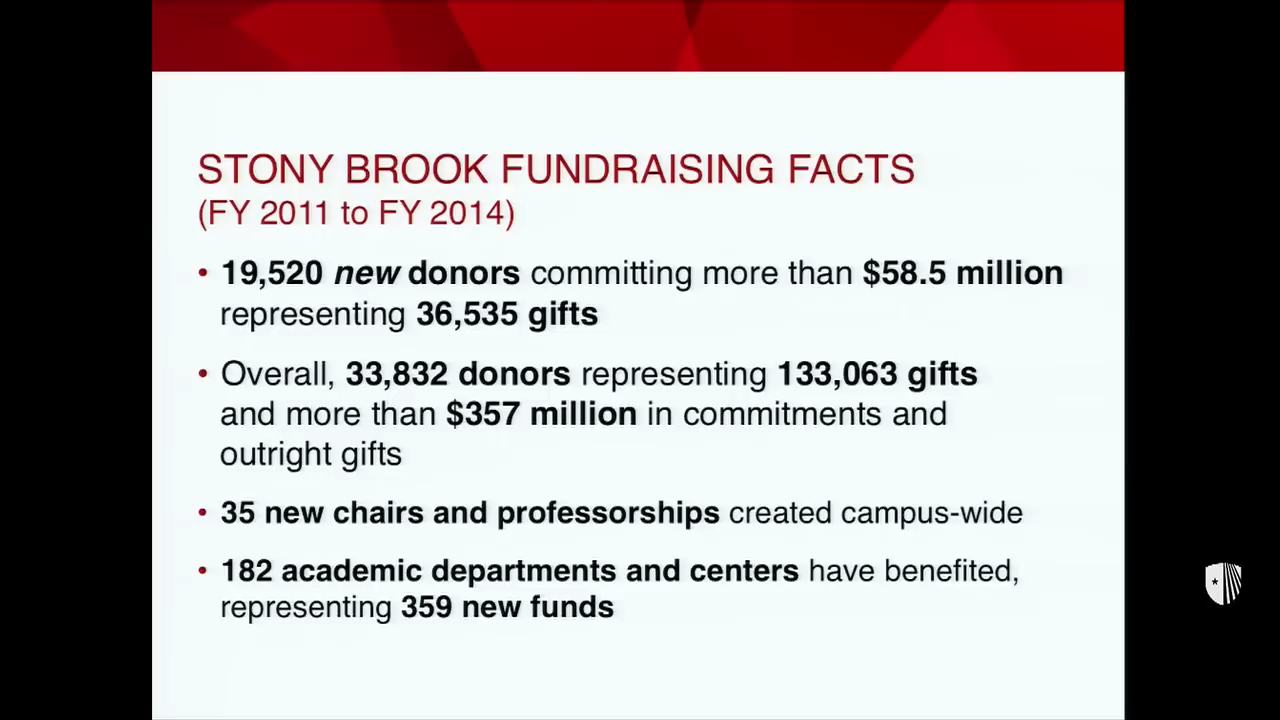 STONY BROOK FUNDRAISING FACTS
(FY 2011 to FY 2014)
• 19,520 new donors committing more than $58.5 million
representing 36,535 gifts
• Overall, 33,832 donors representing 133,063 gifts
and more than $357 million in commitments and
outright gifts
• 35 new chairs and professorships created campus-wide
• 182 academic departments and centers have benefited,
representing 359 new funds